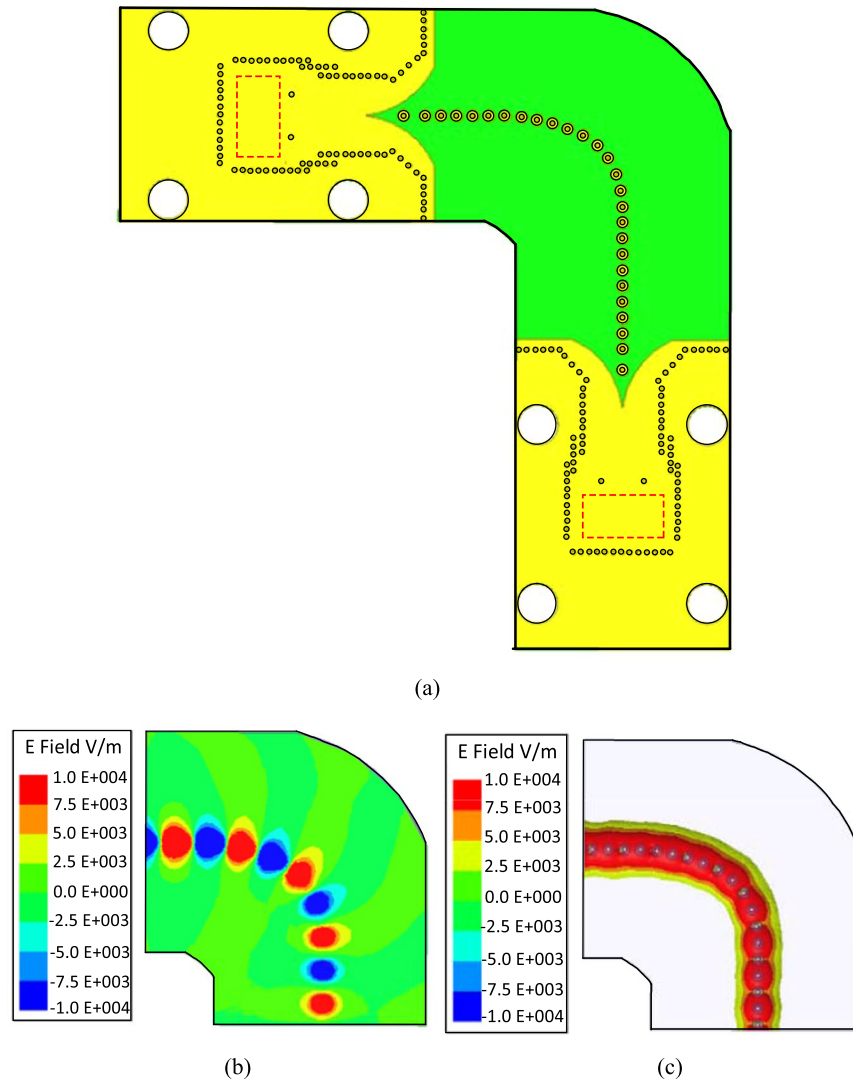 (a)
E Field V/m
1.0 E+004
7.5 E+003
5.0 E+003
2.5 E+003
0.0 E+000
-2.5 E+003
-5.0 E+003
-7.5 E+003
-1.0 E+004
(b)
E Field V/m
1.0 E+004
7.5 E+003
5.0 E+003
2.5 E+003
0.0 E+000
-2.5 E+003
-5.0 E+003
-7.5 E+003
-1.0 E+004
(c)